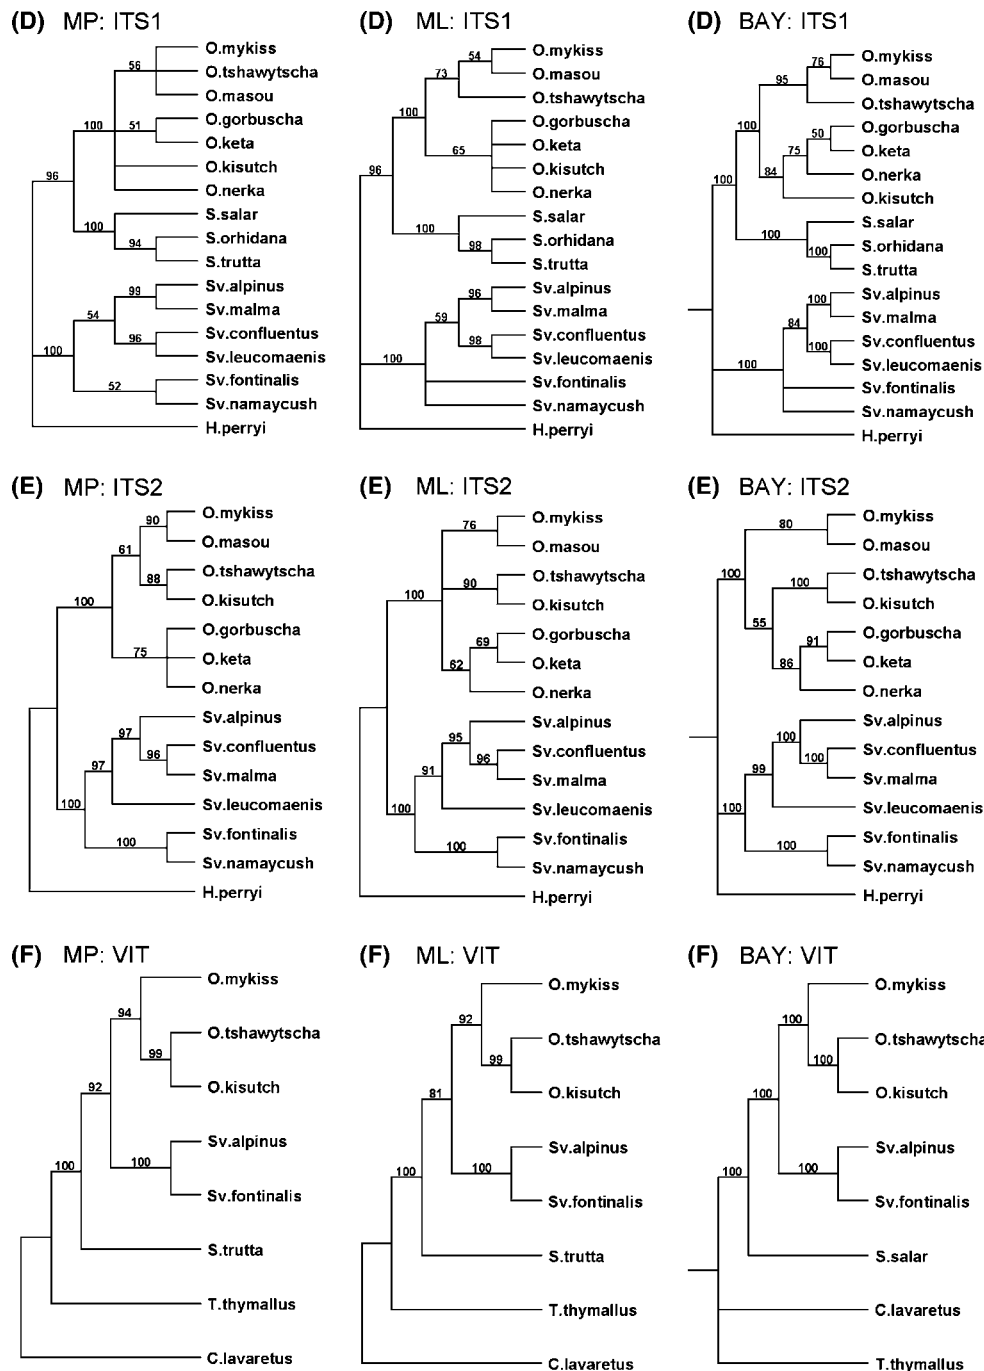 (D) MP: ITS1
56
O.mykiss
O.tshawytscha
O.masou
100
51
O.gorbuscha
O.keta
O.kisutch
O.nerka
96
100
S.salar
94
S.orhidana
S.trutta
99
Sv.alpinus
Sv.malma
54
96
Sv.confluentus
Sv.leucomaenis
100
52
Sv.fontinalis
Sv.namaycush
H.perryi
(D) ML: ITS1
54
O.mykiss
O.masou
73
O.tshawytscha
100
O.gorbuscha
65
O.keta
O.kisutch
O.nerka
96
S.salar
100
98
S.orhidana
S.trutta
96
Sv.alpinus
Sv.malma
59
98
Sv.confluentus
Sv.leucomaenis
100
Sv.fontinalis
Sv.namaycush
H.perryi
(D) BAY: ITS1
76
O.mykiss
O.masou
95
O.tshawytscha
100
50
O.gorbuscha
O.keta
75
O.nerka
84
O.kisutch
100
S.salar
100
100
S.orhidana
S.trutta
100
Sv.alpinus
Sv.malma
84
100
Sv.confluentus
Sv.leucomaenis
100
Sv.fontinalis
Sv.namaycush
H.perryi
(E) MP: ITS2
90
O.mykiss
O.masou
61
88
O.tshawytscha
O.kisutch
100
O.gorbuscha
75
O.keta
O.nerka
97
Sv.alpinus
96
Sv.confluentus
Sv.malma
97
Sv.leucomaenis
100
100
Sv.fontinalis
Sv.namaycush
H.perryi
(E) ML: ITS2
76
O.mykiss
O.masou
90
O.tshawytscha
O.kisutch
100
69
O.gorbuscha
O.keta
62
O.nerka
95
Sv.alpinus
96
Sv.confluentus
Sv.malma
91
Sv.leucomaenis
100
100
Sv.fontinalis
Sv.namaycush
H.perryi
(E) BAY: ITS2
80
O.mykiss
O.masou
100
100
O.tshawytscha
O.kisutch
55
91
O.gorbuscha
O.keta
86
O.nerka
100
Sv.alpinus
100
Sv.confluentus
Sv.malma
99
Sv.leucomaenis
100
100
Sv.fontinalis
Sv.namaycush
H.perryi
(F) MP: VIT
94
O.mykiss
99
O.tshawytscha
O.kisutch
92
100
Sv.alpinus
Sv.fontinalis
100
S.trutta
T.thymallus
C.lavaretus
(F) ML: VIT
92
O.mykiss
99
O.tshawytscha
O.kisutch
81
100
Sv.alpinus
Sv.fontinalis
100
S.trutta
T.thymallus
C.lavaretus
(F) BAY: VIT
100
O.mykiss
100
O.tshawytscha
O.kisutch
100
100
Sv.alpinus
Sv.fontinalis
100
S.salar
C.lavaretus
T.thymallus